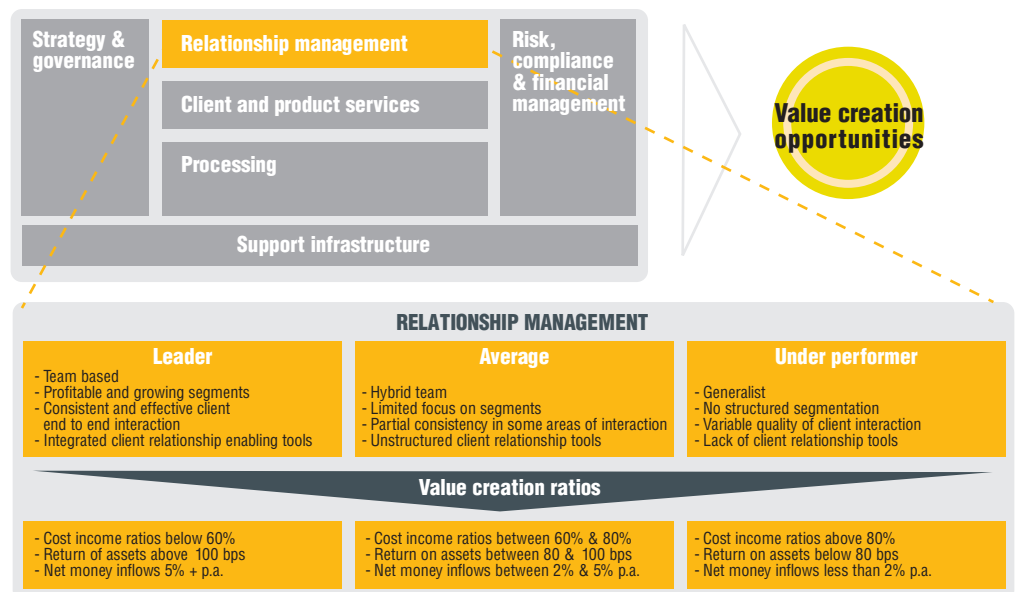 Strategy &
governance
Relationship management
Client and product services
Processing
Risk,
compliance
& financial
management
Support infrastructure
Value creation
opportunities
RELATIONSHIP MANAGEMENT
Leader
- Team based
- Profitable and growing segments
- Consistent and effective client
end to end interaction
- Integrated client relationship enabling tools
Average
- Hybrid team
- Limited focus on segments
- Partial consistency in some areas of interaction
- Unstructured client relationship tools
Under performer
- Generalist
- No structured segmentation
- Variable quality of client interaction
- Lack of client relationship tools
Value creation ratios
- Cost income ratios below 60%
- Return of assets above 100 bps
- Net money inflows 5% + p.a.
- Cost income ratios between 60% & 80%
- Return on assets between 80 & 100 bps
- Net money inflows between 2% & 5% p.a.
- Cost income ratios above 80%
- Return on assets below 80 bps
- Net money inflows less than 2% p.a.